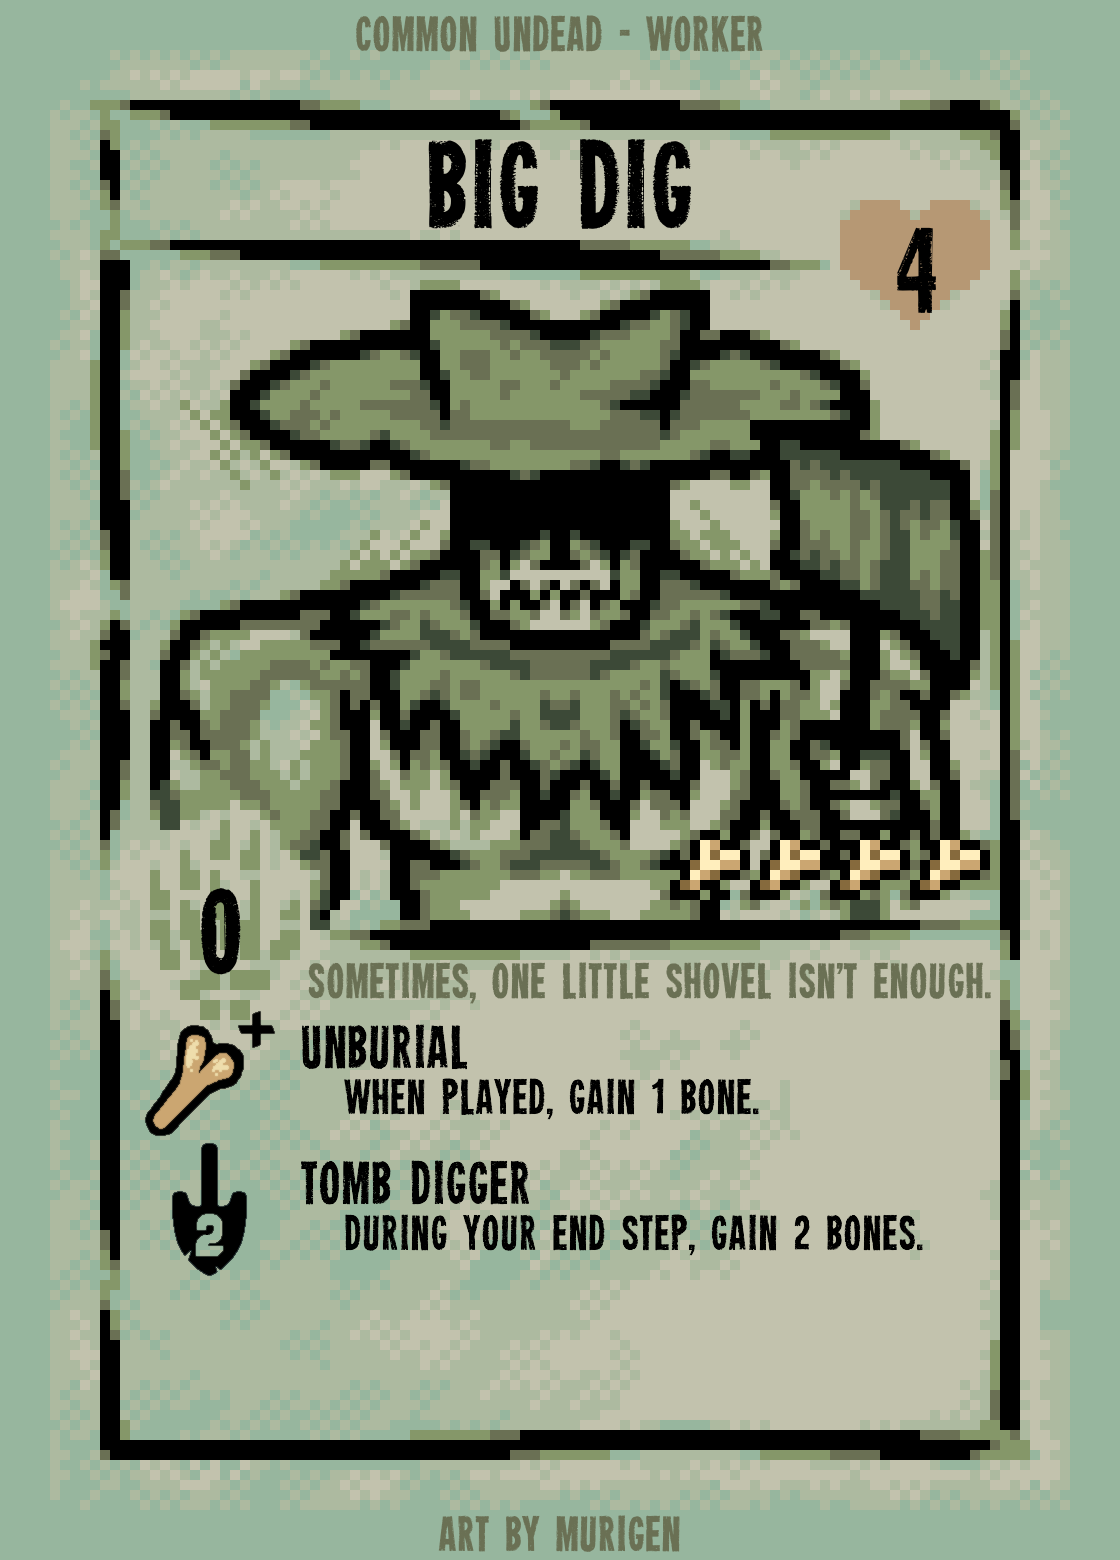 COMMON UNDEAD - WORKER
BIG DIG
4
0
SOMETIMES, ONE LITTLE SHOVEL ISN'T ENOUGH.
+
UNBURIAL
WHEN PLAYED, GAIN 1 BONE.
TOMB DIGGER
2
DURING YOUR END STEP, GAIN 2 BONES.
ART BY MURIGEN